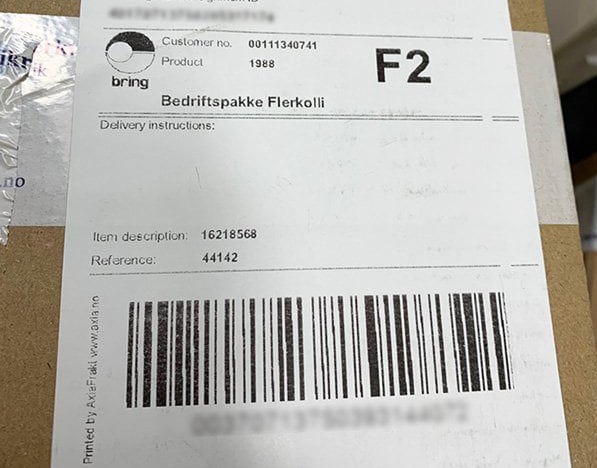 Customer no. 00111340741
Product 1988
F2
bring
Bedriftspakke Flerkolli
Delivery instructions:
.no
Item description: 16218568
Reference: 44142
Printed by AxiaFrakt www.axia.no